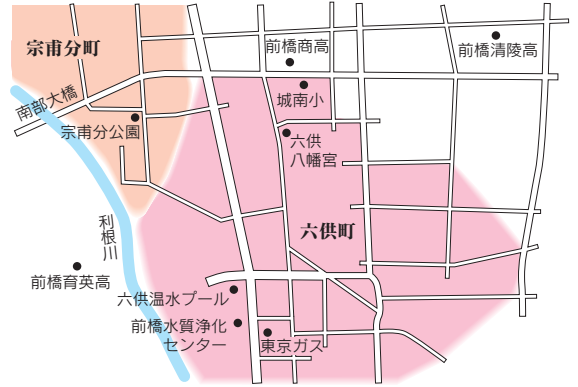 宗甫分町
前橋商高
前橋清陵高
南部大橋
城南小
宗甫分公園
六供
八幡宮
利根川
六供町
前橋育英高
六供温水プール
前橋水質浄化
センター
東京ガス